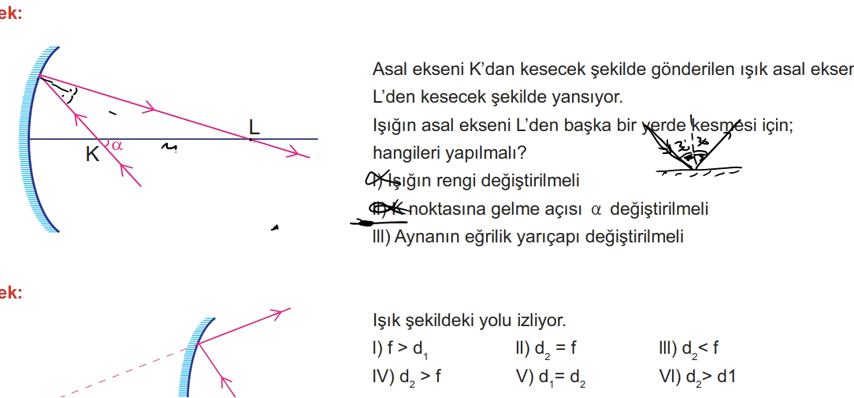 ek:
Asal ekseni K'dan kesecek şekilde gönderilen ışık asal ekser
L'den kesecek şekilde yansıyor.
Işığın asal ekseni L'den başka bir yerde kesmesi için;
hangileri yapılmalı?
I) Işığın rengi değiştirilmeli
II) K noktasına gelme açısı α değiştirilmeli
III) Aynanın eğrilik yarıçapı değiştirilmeli
K
α
L
ek:
Işık şekildeki yolu izliyor.
I) f > d₁ II) d₂ = f III) d₂< f
IV) d₂ > f V) d₁= d₂ VI) d₂> d1